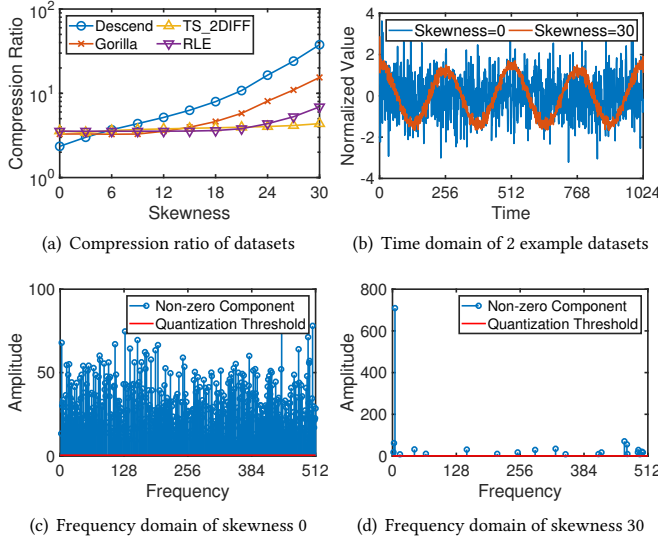 Compression Ratio
10²
10¹
10⁰
Descend
TS_2DIFF
Gorilla
RLE
0 6 12 15 18 24 30
Skewness
(a) Compression ratio of datasets
Normalized Value
4
2
0
-2
-4
Skewness=0
Skewness=30
0 256 512 768 1024
Time
(b) Time domain of 2 example datasets
Amplitude
100
50
0
Non-zero Component
Quantization Threshold
0 128 256 384 512
Frequency
(c) Frequency domain of skewness 0
Amplitude
800
600
400
200
0
Non-zero Component
Quantization Threshold
0 128 256 384 512
Frequency
(d) Frequency domain of skewness 30